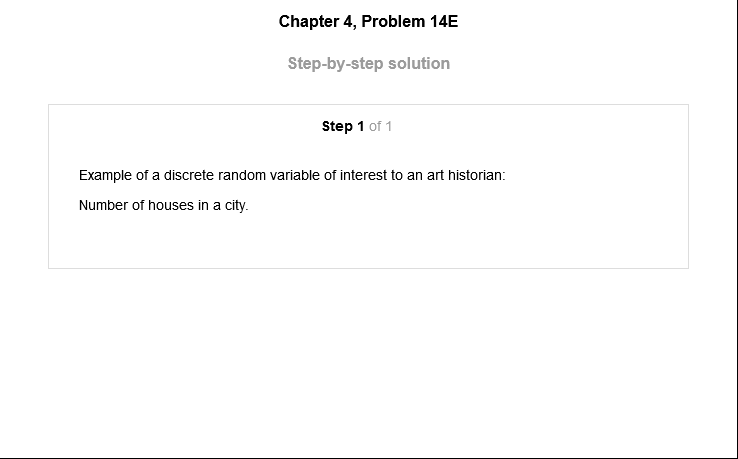 Chapter 4, Problem 14E
Step-by-step solution
Step 1 of 1
Example of a discrete random variable of interest to an art historian:
Number of houses in a city.